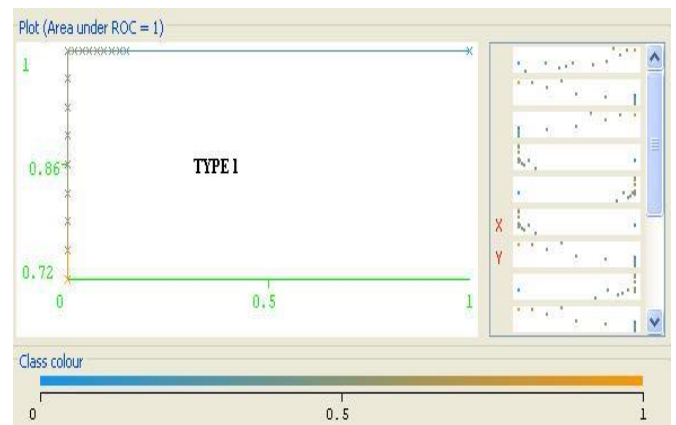 Plot (Area under ROC = 1)
1
0.86
0.72
TYPE 1
0
0.5
1
X
Y
Class colour
0
0.5
1